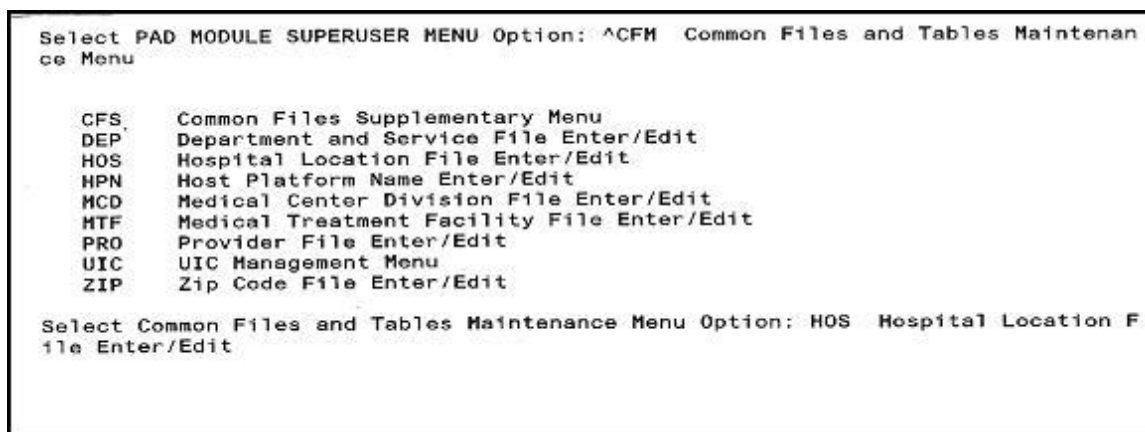 Select PAD MODULE SUPERUSER MENU Option: ^CFM  Common Files and Tables Maintenan
ce Menu
CFS     Common Files Supplementary Menu
DEP     Department and Service File Enter/Edit
HOS     Hospital Location File Enter/Edit
HPN     Host Platform Name Enter/Edit
MCD     Medical Center Division File Enter/Edit
MTF     Medical Treatment Facility File Enter/Edit
PRO     Provider File Enter/Edit
UIC     UIC Management Menu
ZIP     Zip Code File Enter/Edit
Select Common Files and Tables Maintenance Menu Option: HOS  Hospital Location F
ile Enter/Edit